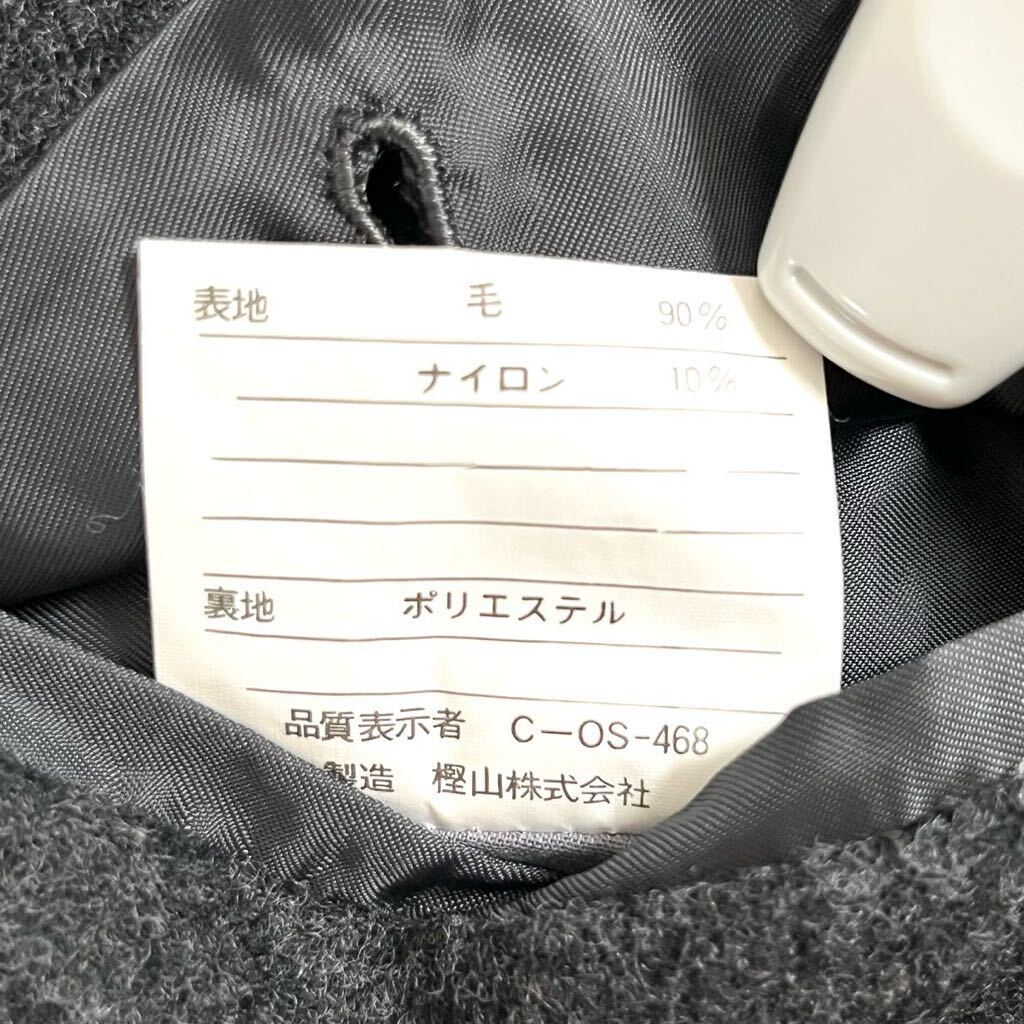 表地 毛 90%
ナイロン 10%
裏地 ポリエステル
品質表示者 C-OS-468
製造 樫山株式会社